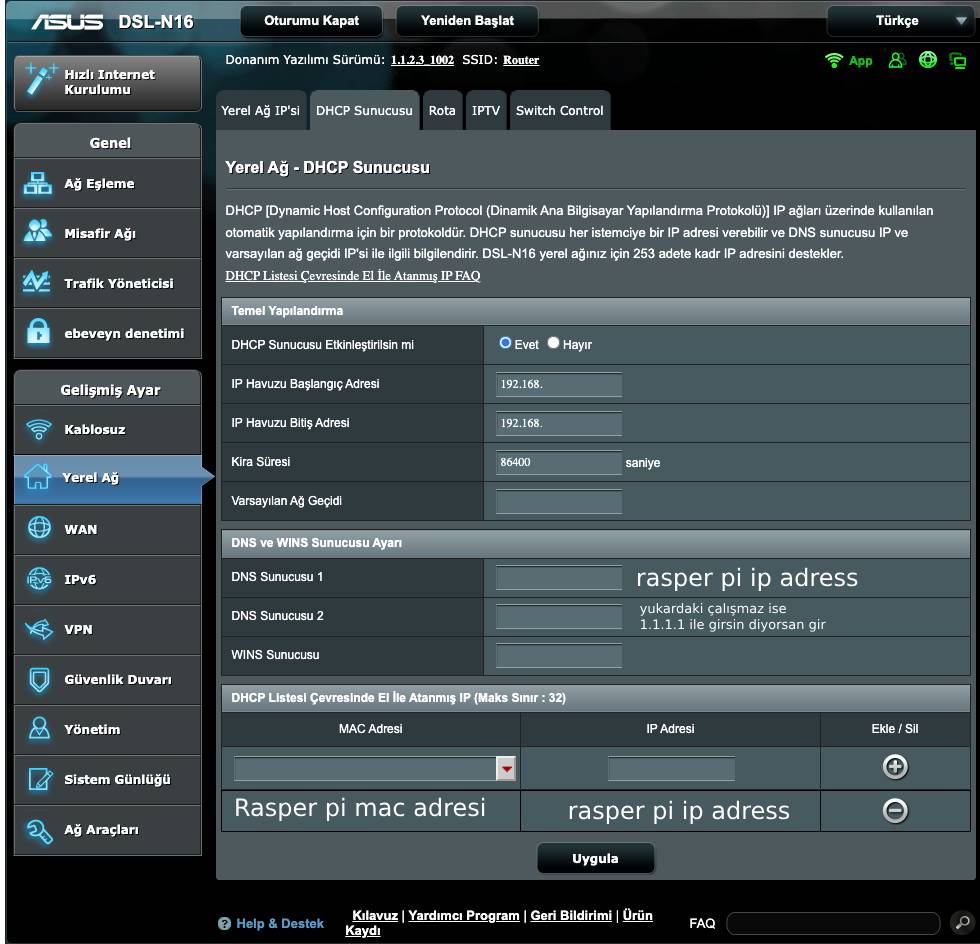 ASUS DSL-N16
Oturumu Kapat
Yeniden Başlat
Türkçe
Donanım Yazılımı Sürümü: 1.1.2.3_1002 SSID: Router
App
Hızlı Internet
Kurulumu
Genel
Ağ Eşleme
Misafir Ağı
Trafik Yöneticisi
ebeveyn denetimi
Gelişmiş Ayar
Kablosuz
Yerel Ağ
WAN
IPv6
IPv6
VPN
Güvenlik Duvarı
Yönetim
Sistem Günlüğü
Ağ Araçları
Yerel Ağ IP'si
DHCP Sunucusu
Rota
IPTV
Switch Control
Yerel Ağ - DHCP Sunucusu
DHCP [Dynamic Host Configuration Protocol (Dinamik Ana Bilgisayar Yapılandırma Protokolü)] IP ağları üzerinde kullanılan
otomatik yapılandırma için bir protokoldür. DHCP sunucusu her istemciye bir IP adresi verebilir ve DNS sunucusu IP ve
varsayılan ağ geçidi IP'si ile ilgili bilgilendirir. DSL-N16 yerel ağınız için 253 adete kadr IP adresini destekler.
DHCP Listesi Çevresinde El İle Atanmış IP FAQ
Temel Yapılandırma
DHCP Sunucusu Etkinleştirilsin mi
Evet
Hayır
IP Havuzu Başlangıç Adresi
192.168.
IP Havuzu Bitiş Adresi
192.168.
Kira Süresi
86400
saniye
Varsayılan Ağ Geçidi
DNS ve WINS Sunucusu Ayarı
DNS Sunucusu 1
rasper pi ip adress
DNS Sunucusu 2
yukardaki çalışmaz ise
1.1.1.1 ile girsin diyorsan gir
WINS Sunucusu
DHCP Listesi Çevresinde El İle Atanmış IP (Maks Sınır : 32)
MAC Adresi
IP Adresi
Ekle / Sil
Rasper pi mac adresi
rasper pi ip adress
Uygula
Help & Destek
Kılavuz | Yardımcı Program | Geri Bildirimi | Ürün
Kaydı
FAQ